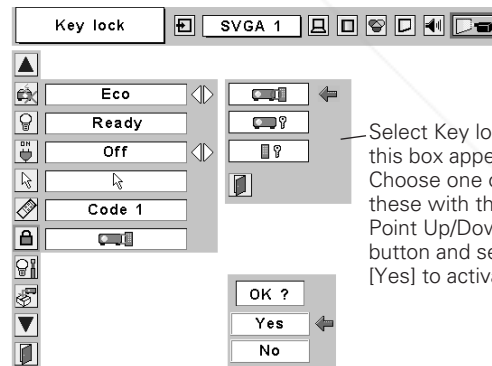 Key lock
SVGA 1
Eco
Ready
ON
Off
Code 1
Select Key lo
this box appe
Choose one o
these with th
Point Up/Dov
button and se
[Yes] to activa
OK ?
Yes
No